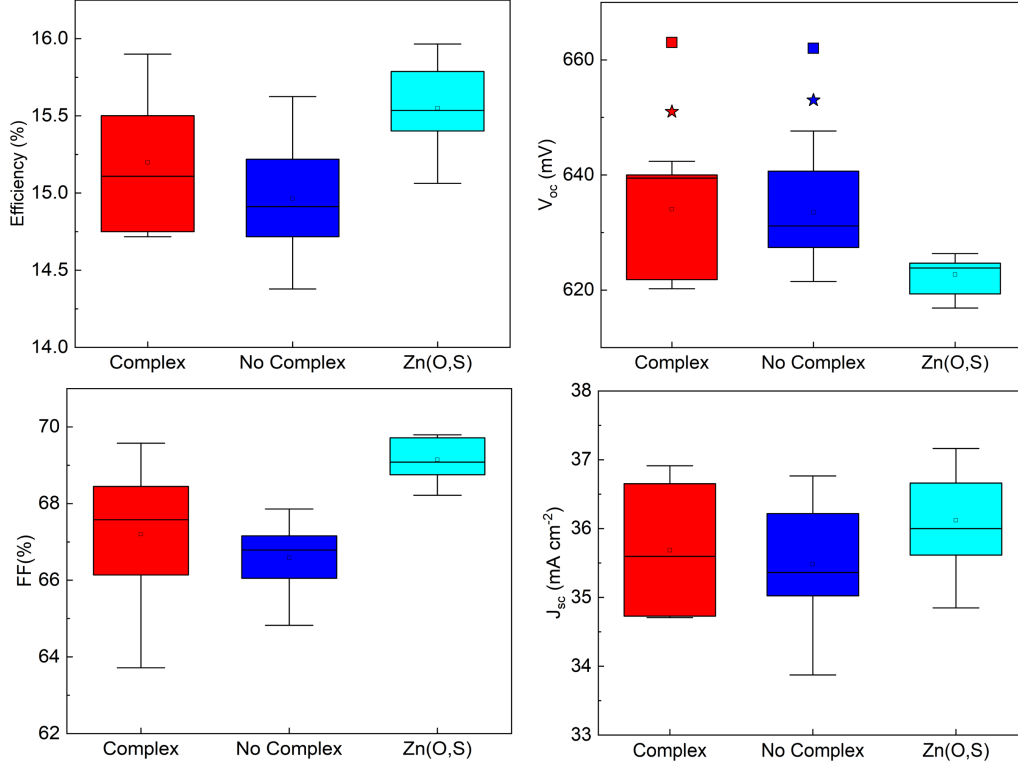 Efficiency (%)
16.0
15.5
15.0
14.5
14.0
Complex
No Complex
Zn(O,S)
V_oc (mV)
660
640
620
Complex
No Complex
Zn(O,S)
FF(%)
70
68
66
64
62
Complex
No Complex
Zn(O,S)
J_sc (mA cm⁻²)
38
37
36
35
34
33
Complex
No Complex
Zn(O,S)